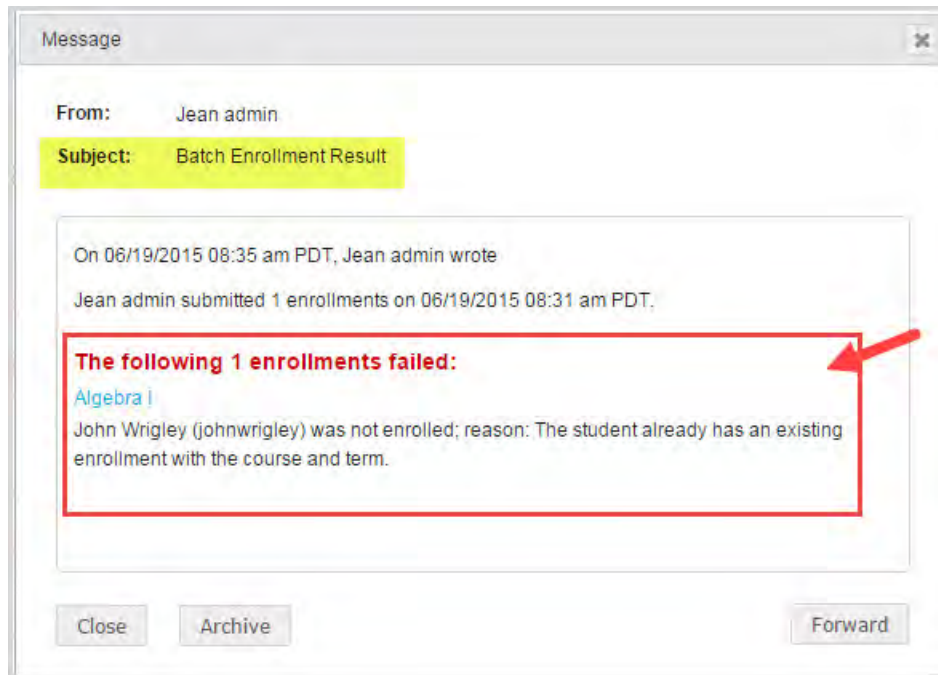 Message
From: Jean admin
Subject: Batch Enrollment Result
On 06/19/2015 08:35 am PDT, Jean admin wrote
Jean admin submitted 1 enrollments on 06/19/2015 08:31 am PDT.
The following 1 enrollments failed:
Algebra I
John Wrigley (johnwrigley) was not enrolled; reason: The student already has an existing
enrollment with the course and term.
Close Archive Forward